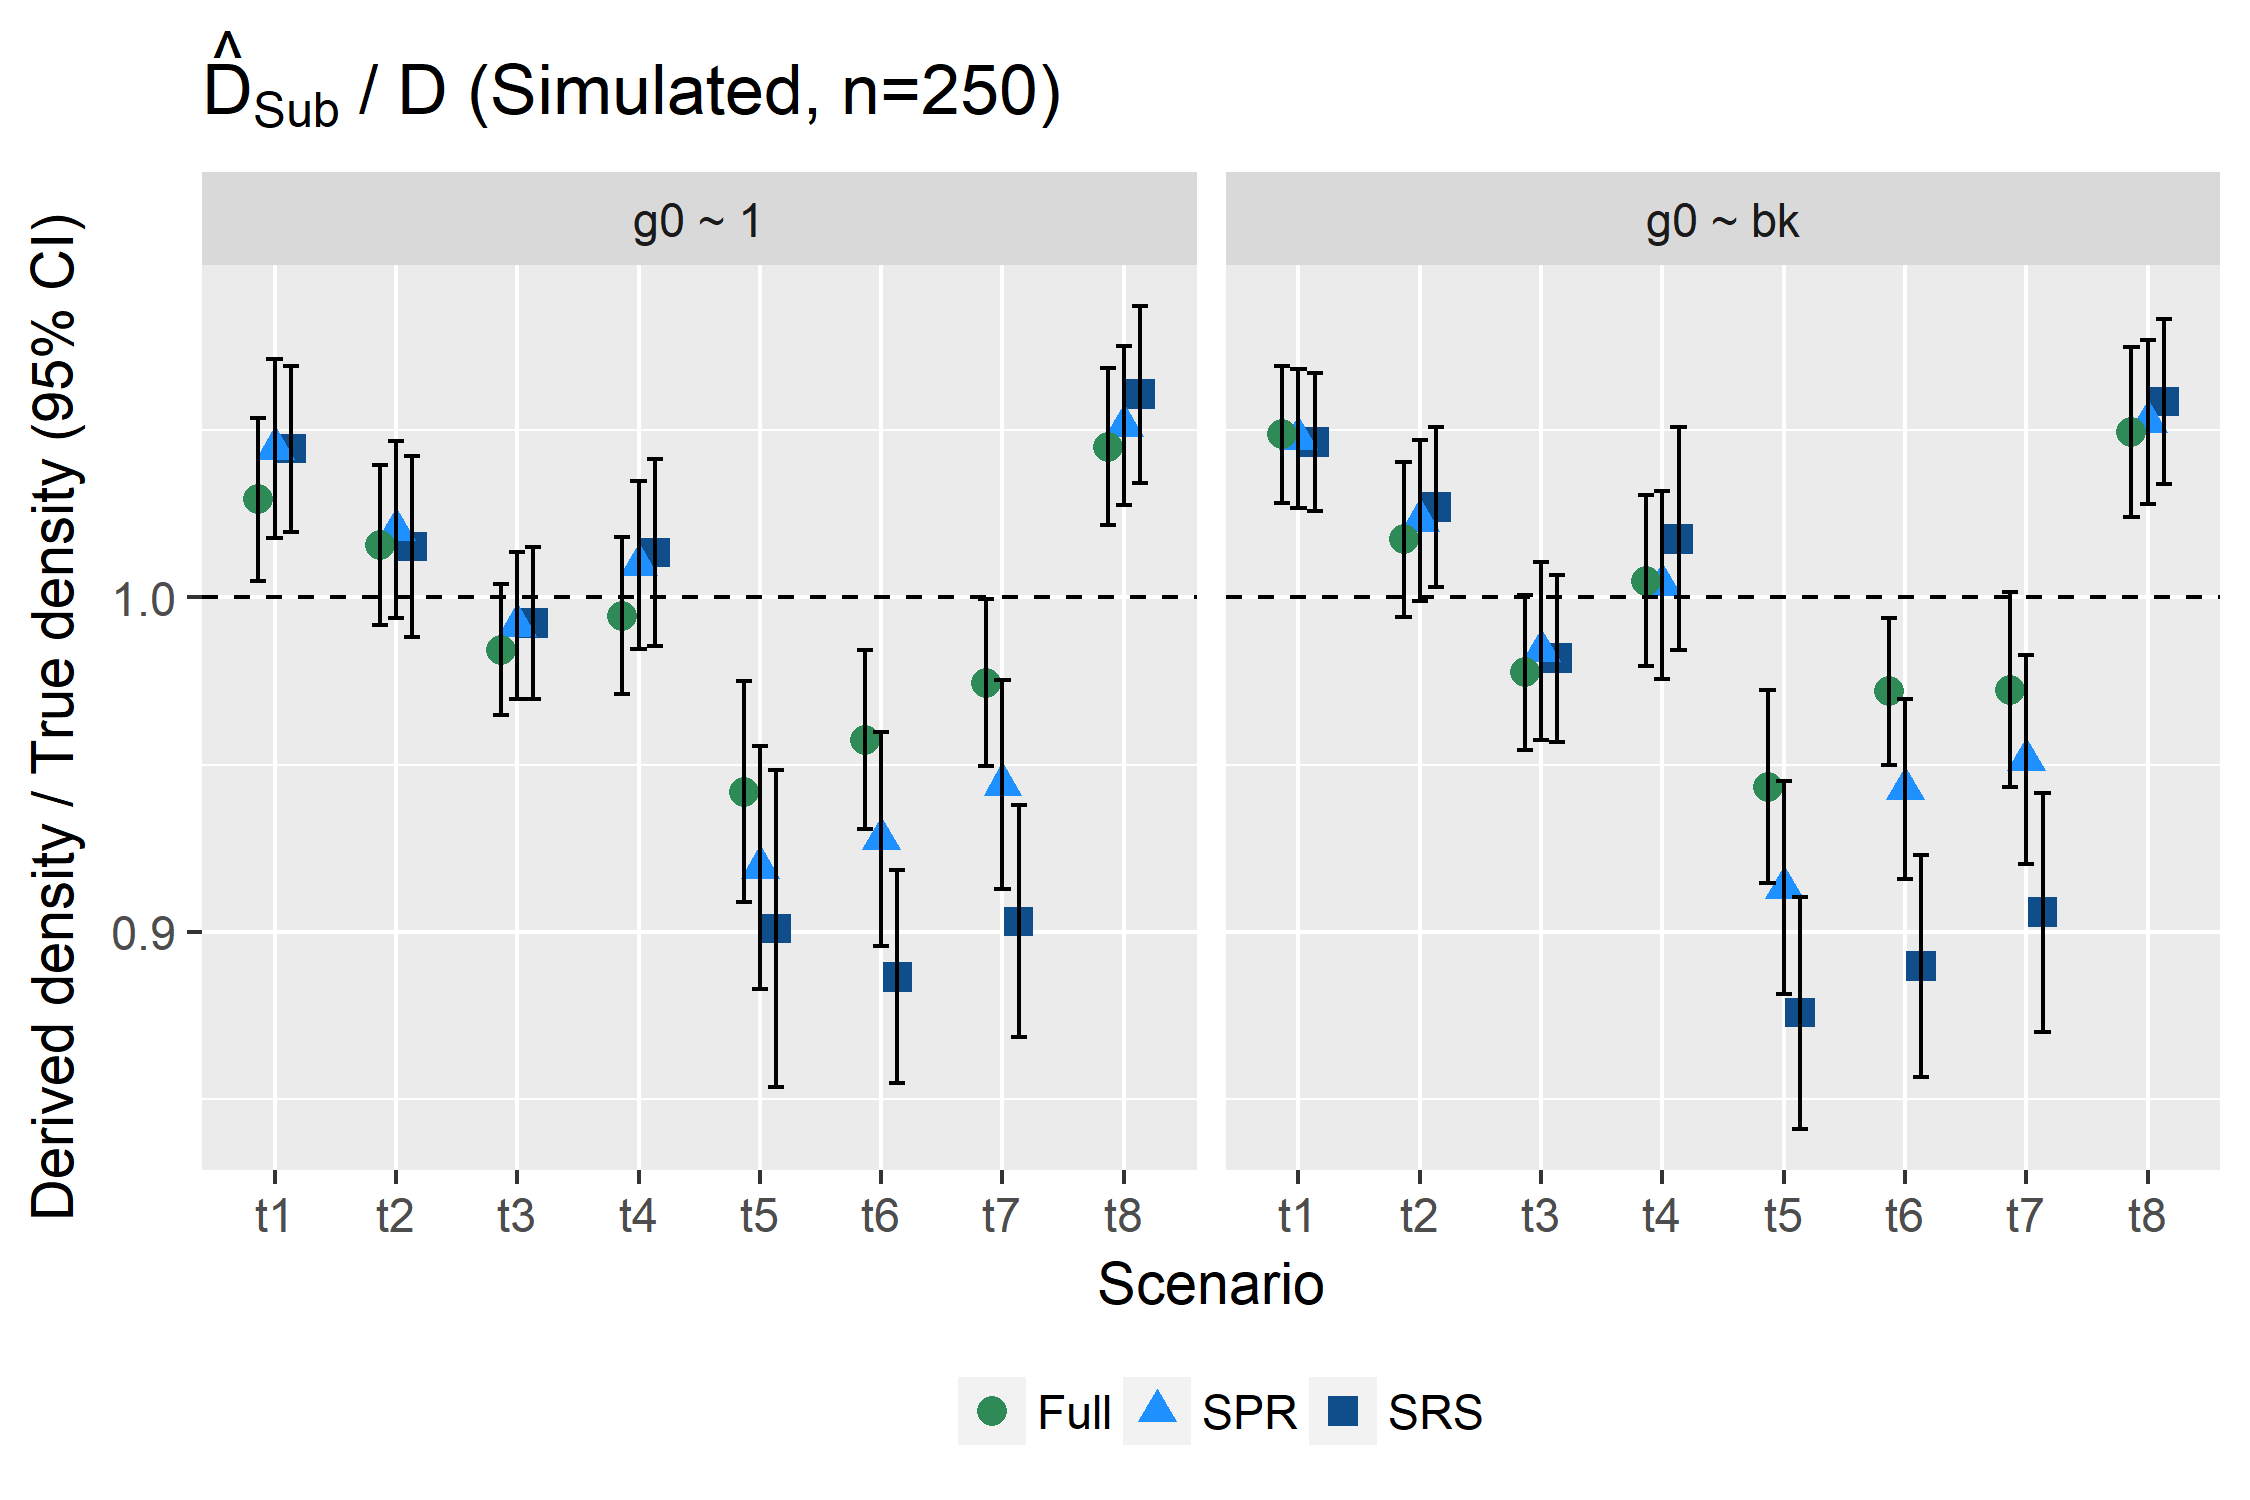 D̂Sub / D (Simulated, n=250)
g0 ~ 1
g0 ~ bk
Derived density / True density (95% CI)
1.0
0.9
t1 t2 t3 t4 t5 t6 t7 t8
t1 t2 t3 t4 t5 t6 t7 t8
Scenario
Full SPR SRS